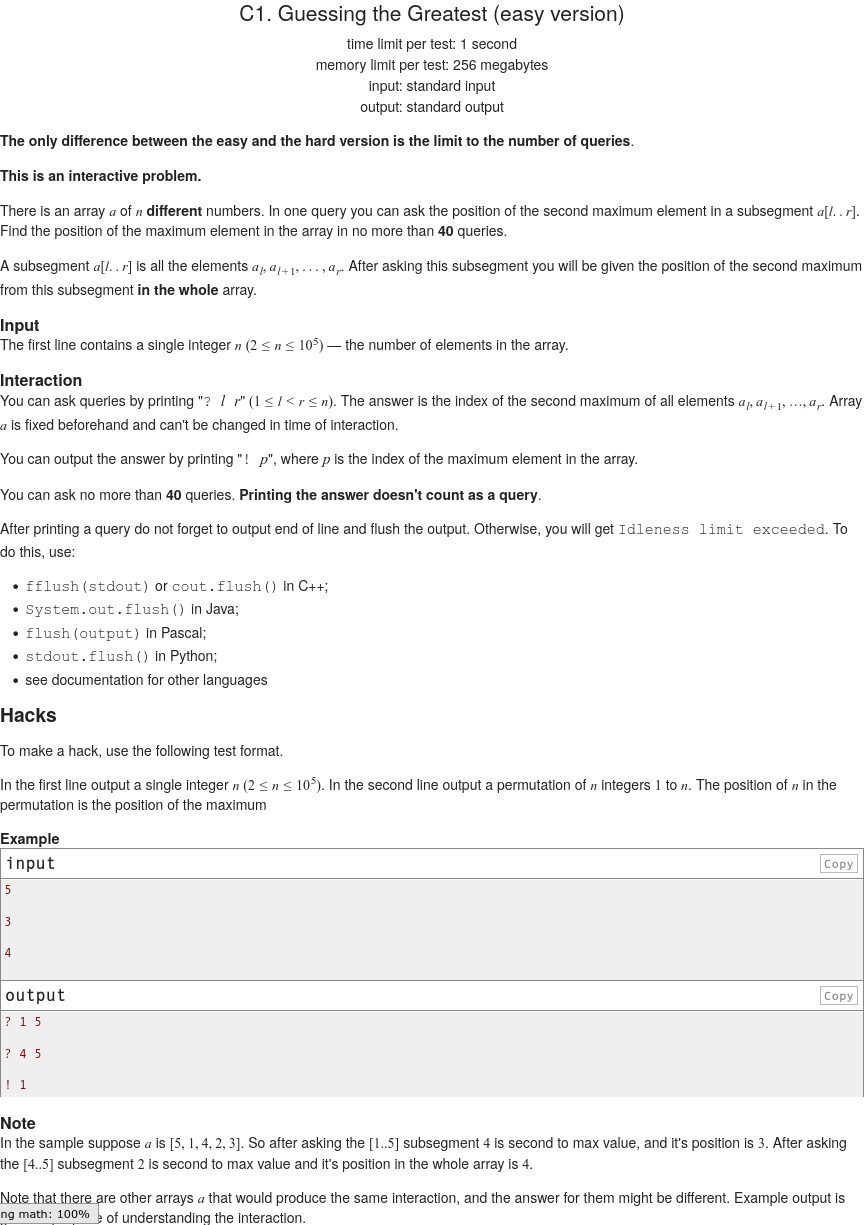 C1. Guessing the Greatest (easy version)
time limit per test: 1 second
memory limit per test: 256 megabytes
input: standard input
output: standard output
The only difference between the easy and the hard version is the limit to the number of queries.
This is an interactive problem.
There is an array a of n different numbers. In one query you can ask the position of the second maximum element in a subsegment a[l..r].
Find the position of the maximum element in the array in no more than 40 queries.
A subsegment a[l..r] is all the elements a_l, a_{l+1}, ..., a_r. After asking this subsegment you will be given the position of the second maximum
from this subsegment in the whole array.
Input
The first line contains a single integer n (2 ≤ n ≤ 10^5) — the number of elements in the array.
Interaction
You can ask queries by printing "? l r" (1 ≤ l < r ≤ n). The answer is the index of the second maximum of all elements a_l, a_{l+1}, ..., a_r. Array
a is fixed beforehand and can't be changed in time of interaction.
You can output the answer by printing "! p", where p is the index of the maximum element in the array.
You can ask no more than 40 queries. Printing the answer doesn't count as a query.
After printing a query do not forget to output end of line and flush the output. Otherwise, you will get Idleness limit exceeded. To
do this, use:
• fflush(stdout) or cout.flush() in C++;
• System.out.flush() in Java;
• flush(output) in Pascal;
• stdout.flush() in Python;
• see documentation for other languages
Hacks
To make a hack, use the following test format.
In the first line output a single integer n (2 ≤ n ≤ 10^5). In the second line output a permutation of n integers 1 to n. The position of n in the
permutation is the position of the maximum
Example
input Copy
5
3
4
output Copy
? 1 5
? 4 5
! 1
Note
In the sample suppose a is [5, 1, 4, 2, 3]. So after asking the [1..5] subsegment 4 is second to max value, and it's position is 3. After asking
the [4..5] subsegment 2 is second to max value and it's position in the whole array is 4.
Note that there are other arrays a that would produce the same interaction, and the answer for them might be different. Example output is
ng math: 100% e of understanding the interaction.